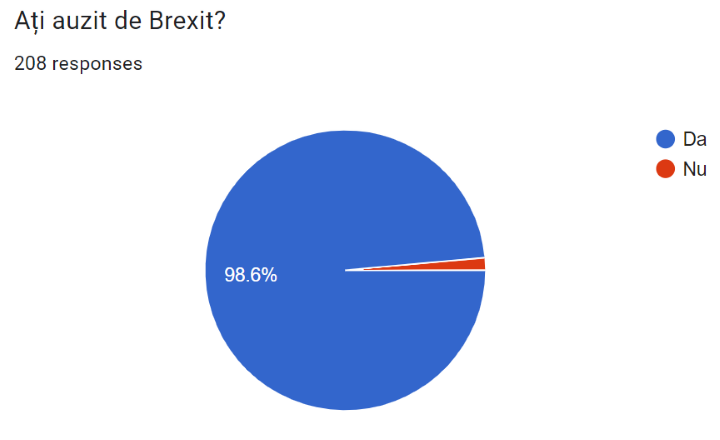 Ați auzit de Brexit?
208 responses
Da
Nu
98.6%